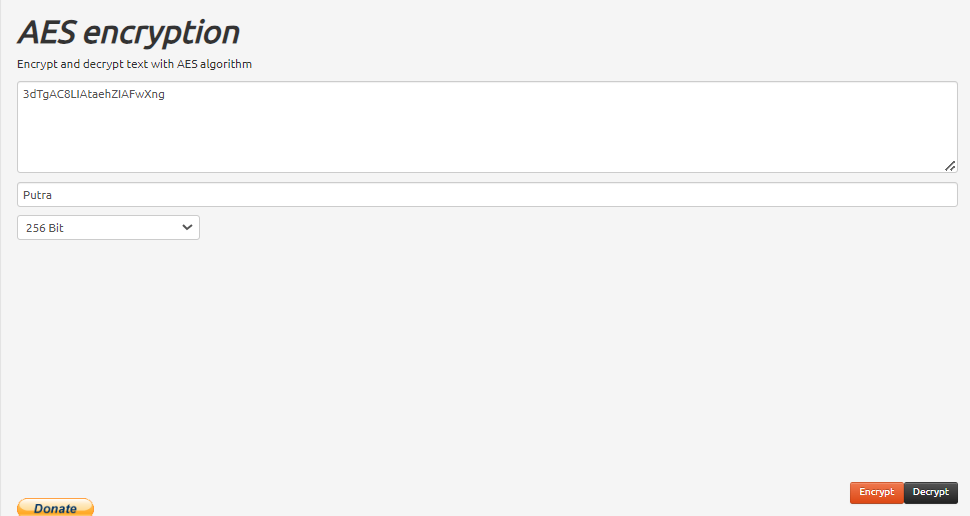 AES encryption
Encrypt and decrypt text with AES algorithm
3dTgAC8LIAtaehZIAFwXng
Putra
256 Bit
Encrypt Decrypt
Donate